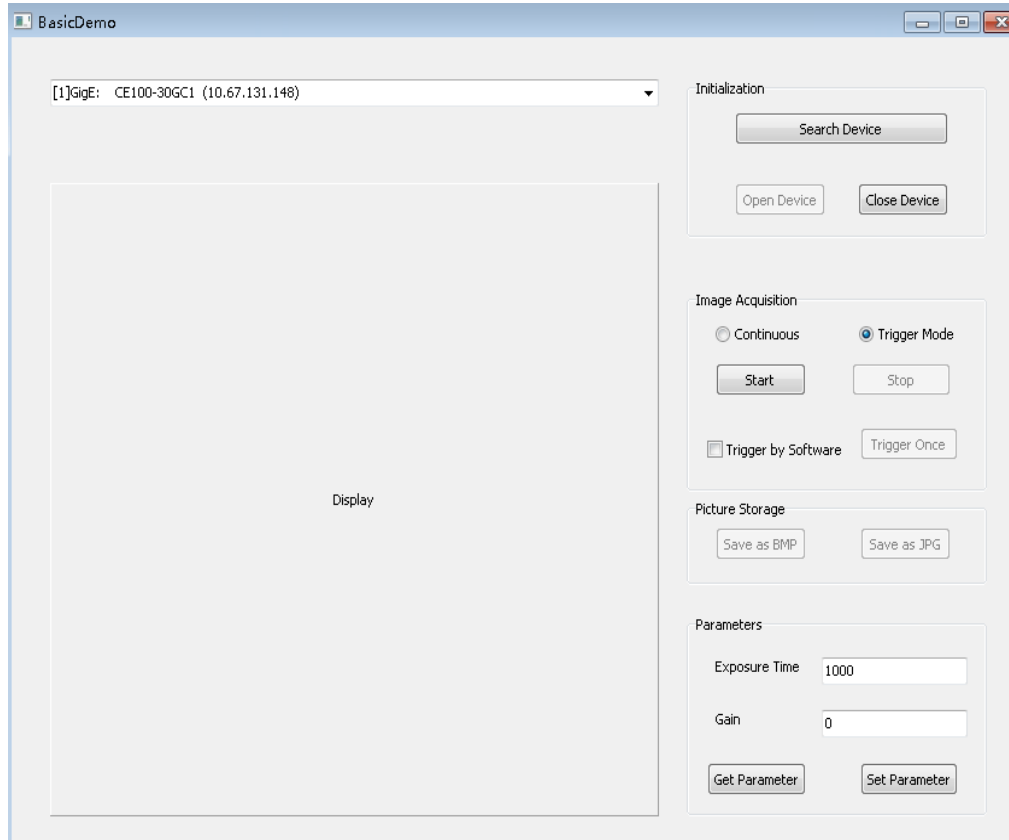 BasicDemo
[1]GigE: CE100-30GC1 (10.67.131.148)
Initialization
Search Device
Open Device Close Device
Image Acquisition
Continuous Trigger Mode
Start Stop
Trigger by Software Trigger Once
Display
Picture Storage
Save as BMP Save as JPG
Parameters
Exposure Time 1000
Gain 0
Get Parameter Set Parameter